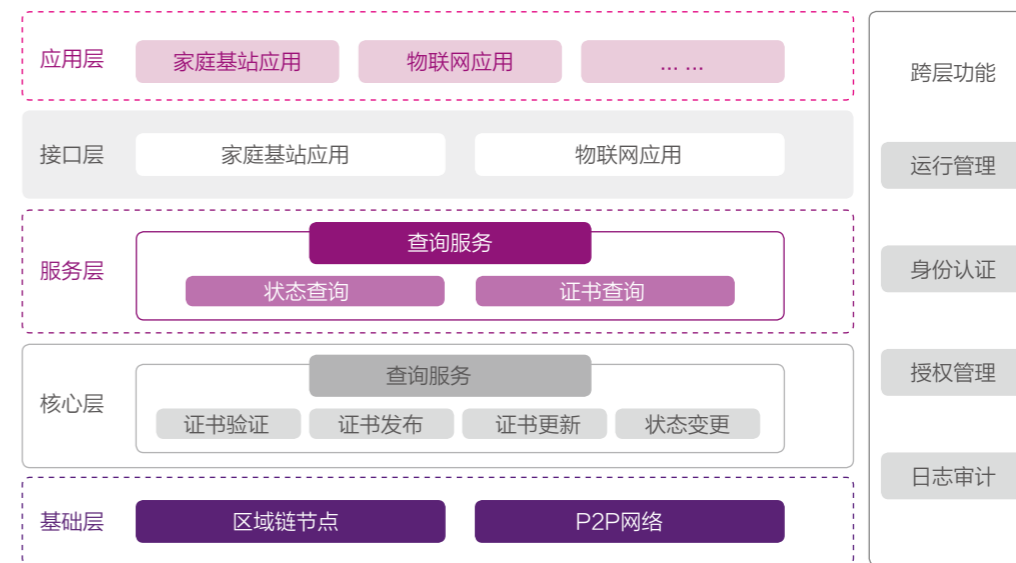 应用层
家庭基站应用
物联网应用
... ...
接口层
家庭基站应用
物联网应用
服务层
查询服务
状态查询
证书查询
核心层
查询服务
证书验证
证书发布
证书更新
状态变更
基础层
区域链节点
P2P网络
跨层功能
运行管理
身份认证
授权管理
日志审计